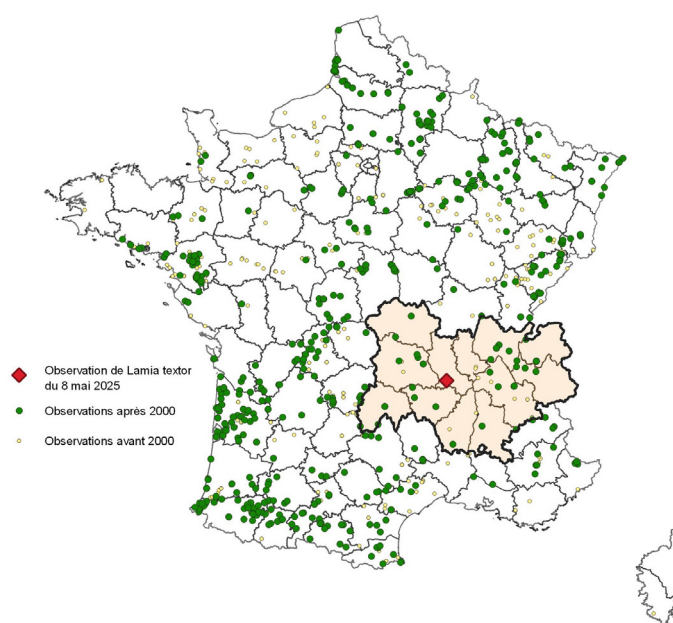 Observation de Lamia textor
du 8 mai 2025
Observations après 2000
Observations avant 2000